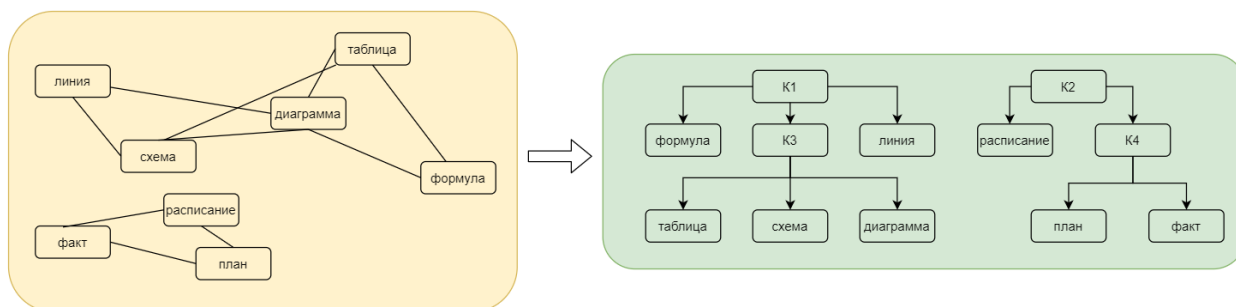 таблица
линия
диаграмма
схема
формула
расписание
факт
план
К1
К2
формула
К3
линия
расписание
К4
таблица
схема
диаграмма
план
факт